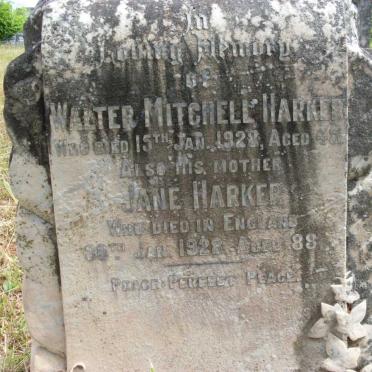 In
Loving Memory
of
WALTER MITCHELL HARKER
WHO DIED 15TH JAN. 1928, AGED
ALSO HIS MOTHER
JANE HARKER
WHO DIED IN ENGLAND
JAN. 1928, AGED 88
PEACE PERFECT PEACE